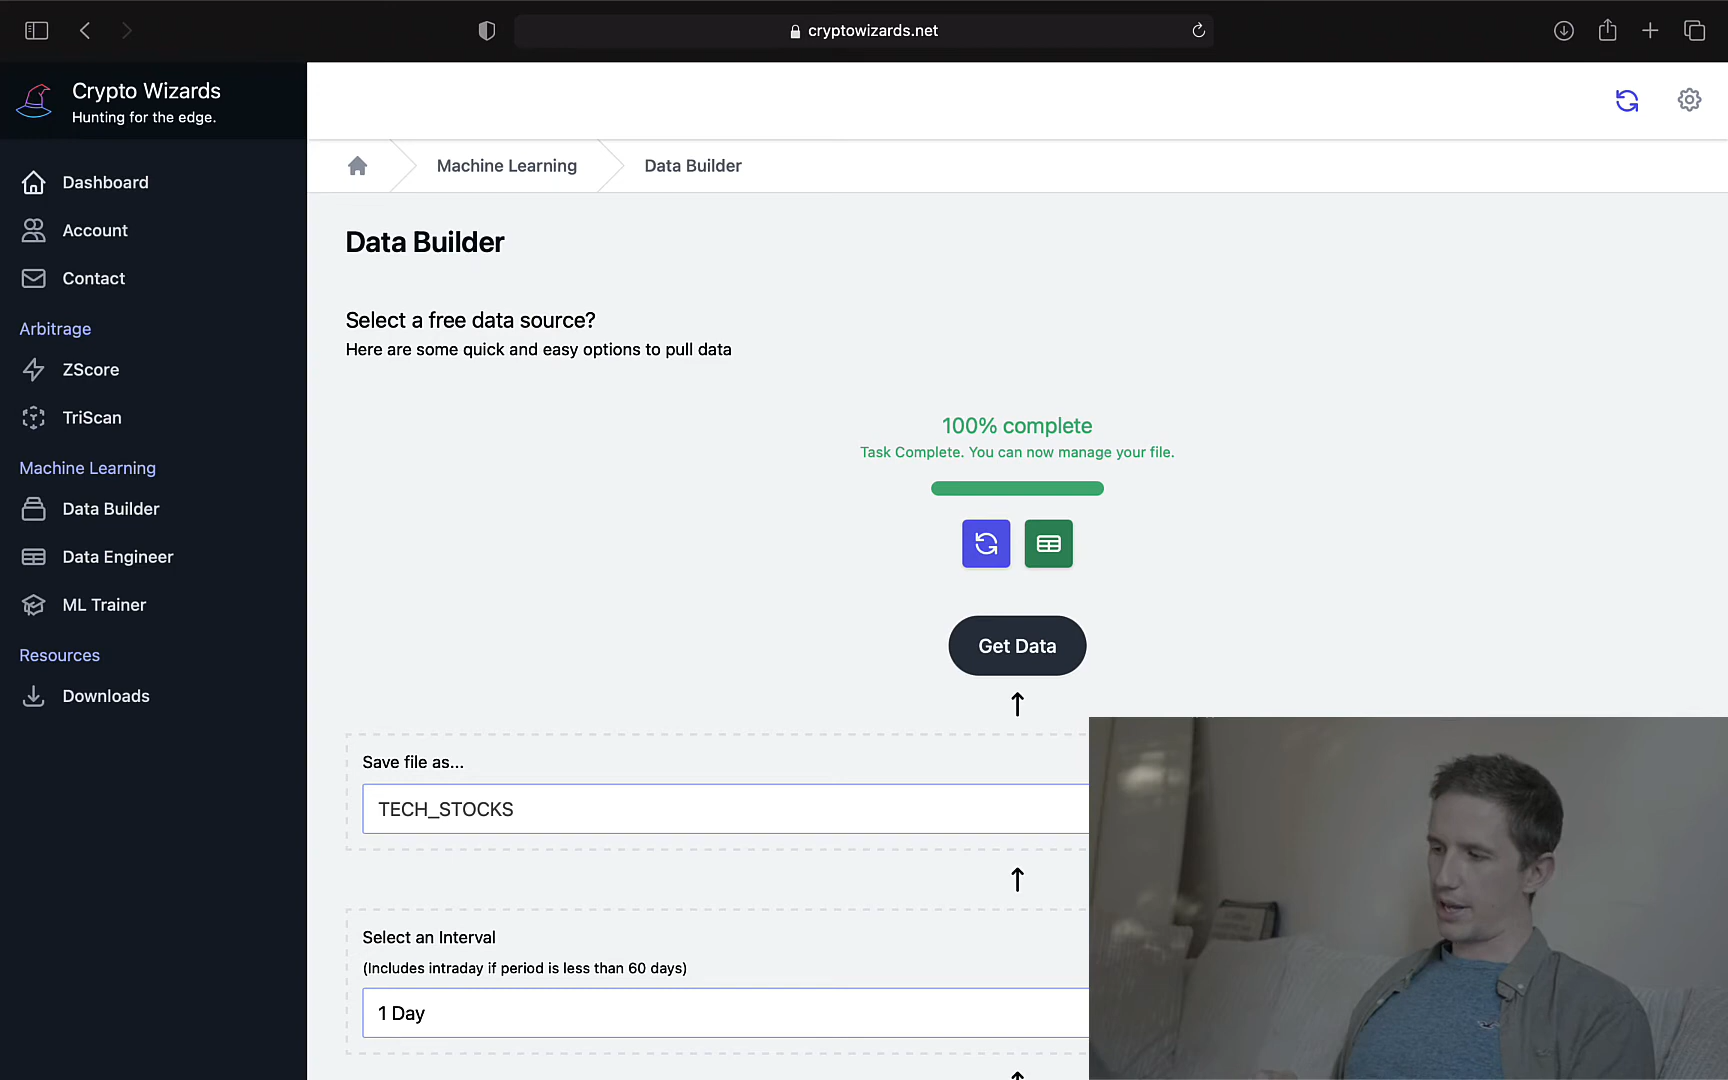 cryptowizards.net
Crypto Wizards
Hunting for the edge.
Dashboard
Account
Contact
Arbitrage
ZScore
TriScan
Machine Learning
Data Builder
Data Engineer
ML Trainer
Resources
Downloads
Machine Learning
Data Builder
Data Builder
Select a free data source?
Here are some quick and easy options to pull data
100% complete
Task Complete. You can now manage your file.
Get Data
Save file as...
TECH_STOCKS
Select an Interval
(Includes intraday if period is less than 60 days)
1 Day